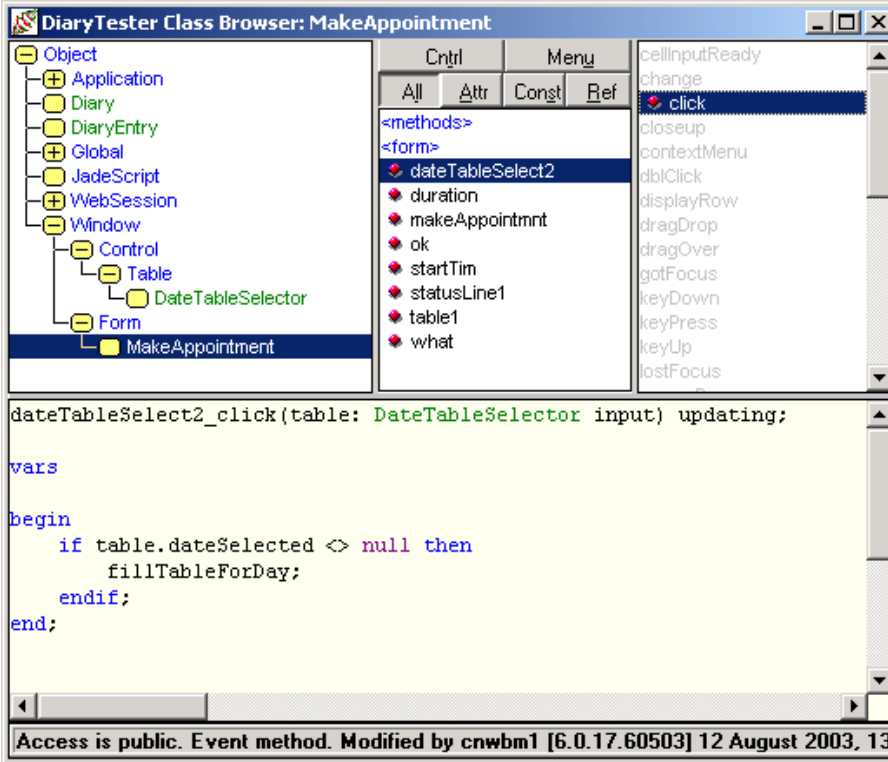 DiaryTester Class Browser: MakeAppointment
Object
Application
Diary
DiaryEntry
Global
JadeScript
WebSession
Window
Control
Table
DateTableSelector
Form
MakeAppointment
Cntrl Menu
All Attr Const Ref
<methods>
<form>
dateTableSelect2
duration
makeAppointmnt
ok
startTim
statusLine1
table1
what
cellInputReady
change
click
closeup
contextMenu
dblClick
displayRow
dragDrop
dragOver
gotFocus
keyDown
keyPress
keyUp
lostFocus
dateTableSelect2_click(table: DateTableSelector input) updating;
vars
begin
if table.dateSelected <> null then
fillTableForDay;
endif;
end;
Access is public. Event method. Modified by cnwbm1 [6.0.17.60503] 12 August 2003, 13